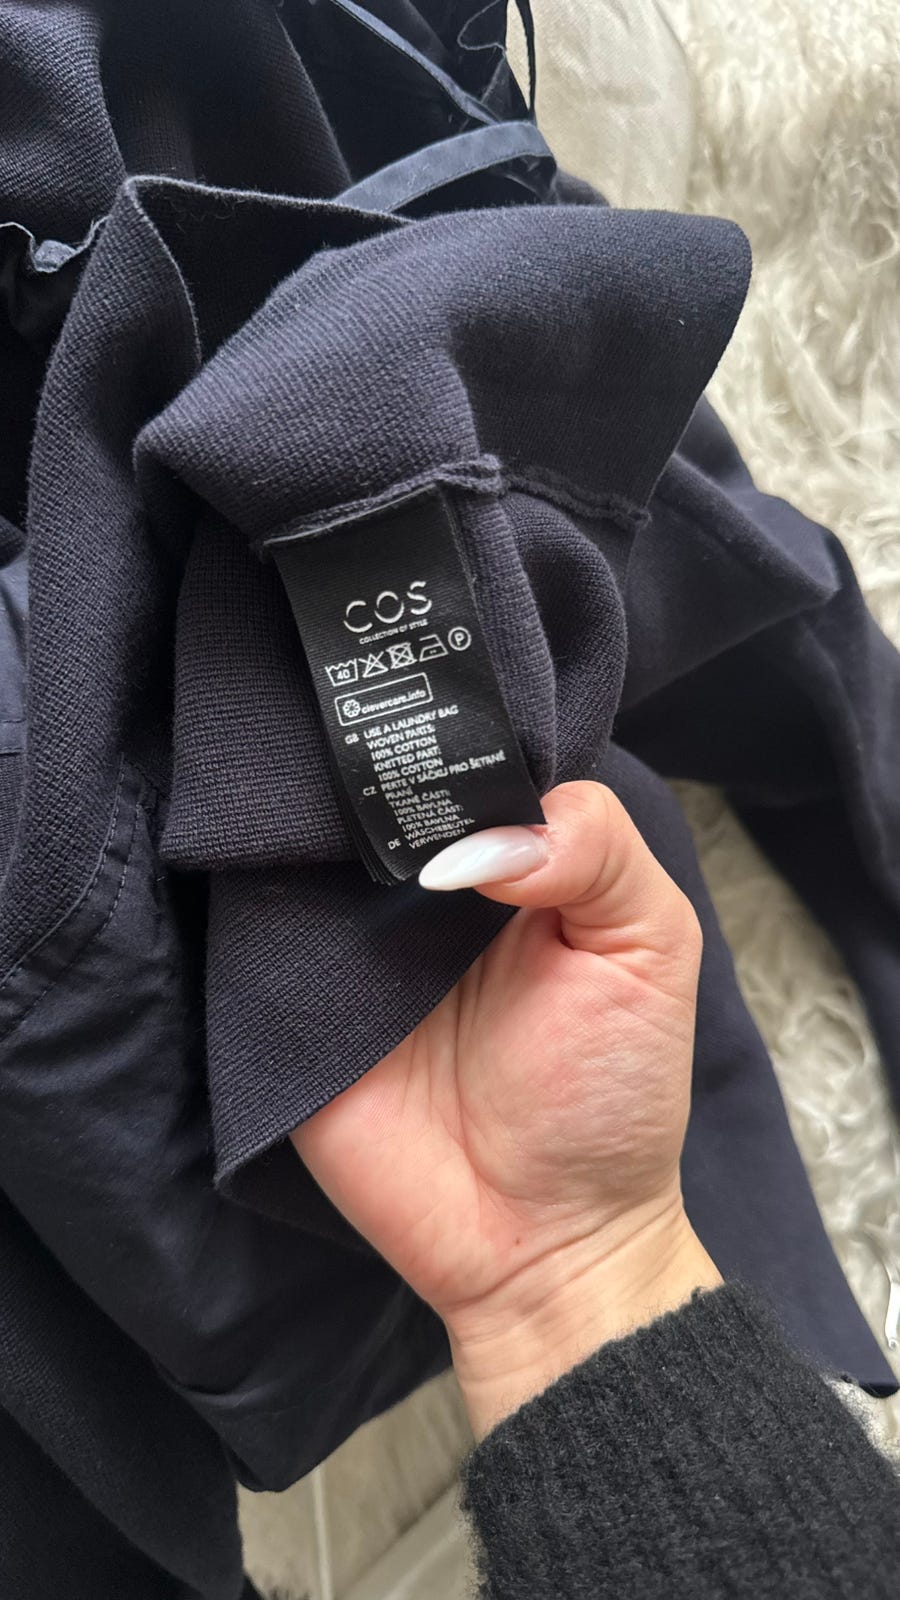 COS
COLLECTION OF STYLE
40 P
clevercare.info
GB USE A LAUNDRY BAG
WOVEN PARTS:
100% COTTON
KNITTED PART:
100% COTTON
CZ PERTE V SÁČKU PRO ŠETRNÉ
PRANÍ
TKANÉ ČÁSTI:
100% BAVLNA
PLETENÁ ČÁST:
100% BAVLNA
DE WÄSCHEBEUTEL
VERWENDEN